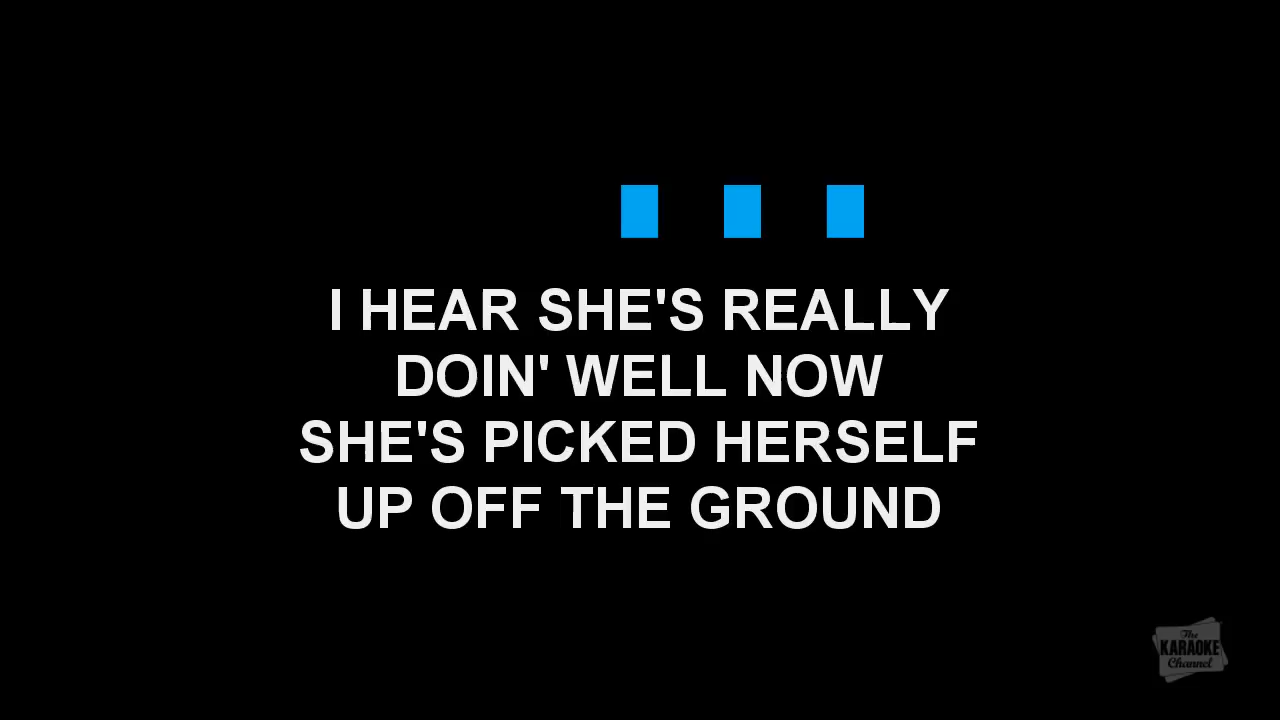 I HEAR SHE'S REALLY
DOIN' WELL NOW
SHE'S PICKED HERSELF
UP OFF THE GROUND
The
KARAOKE
Channel